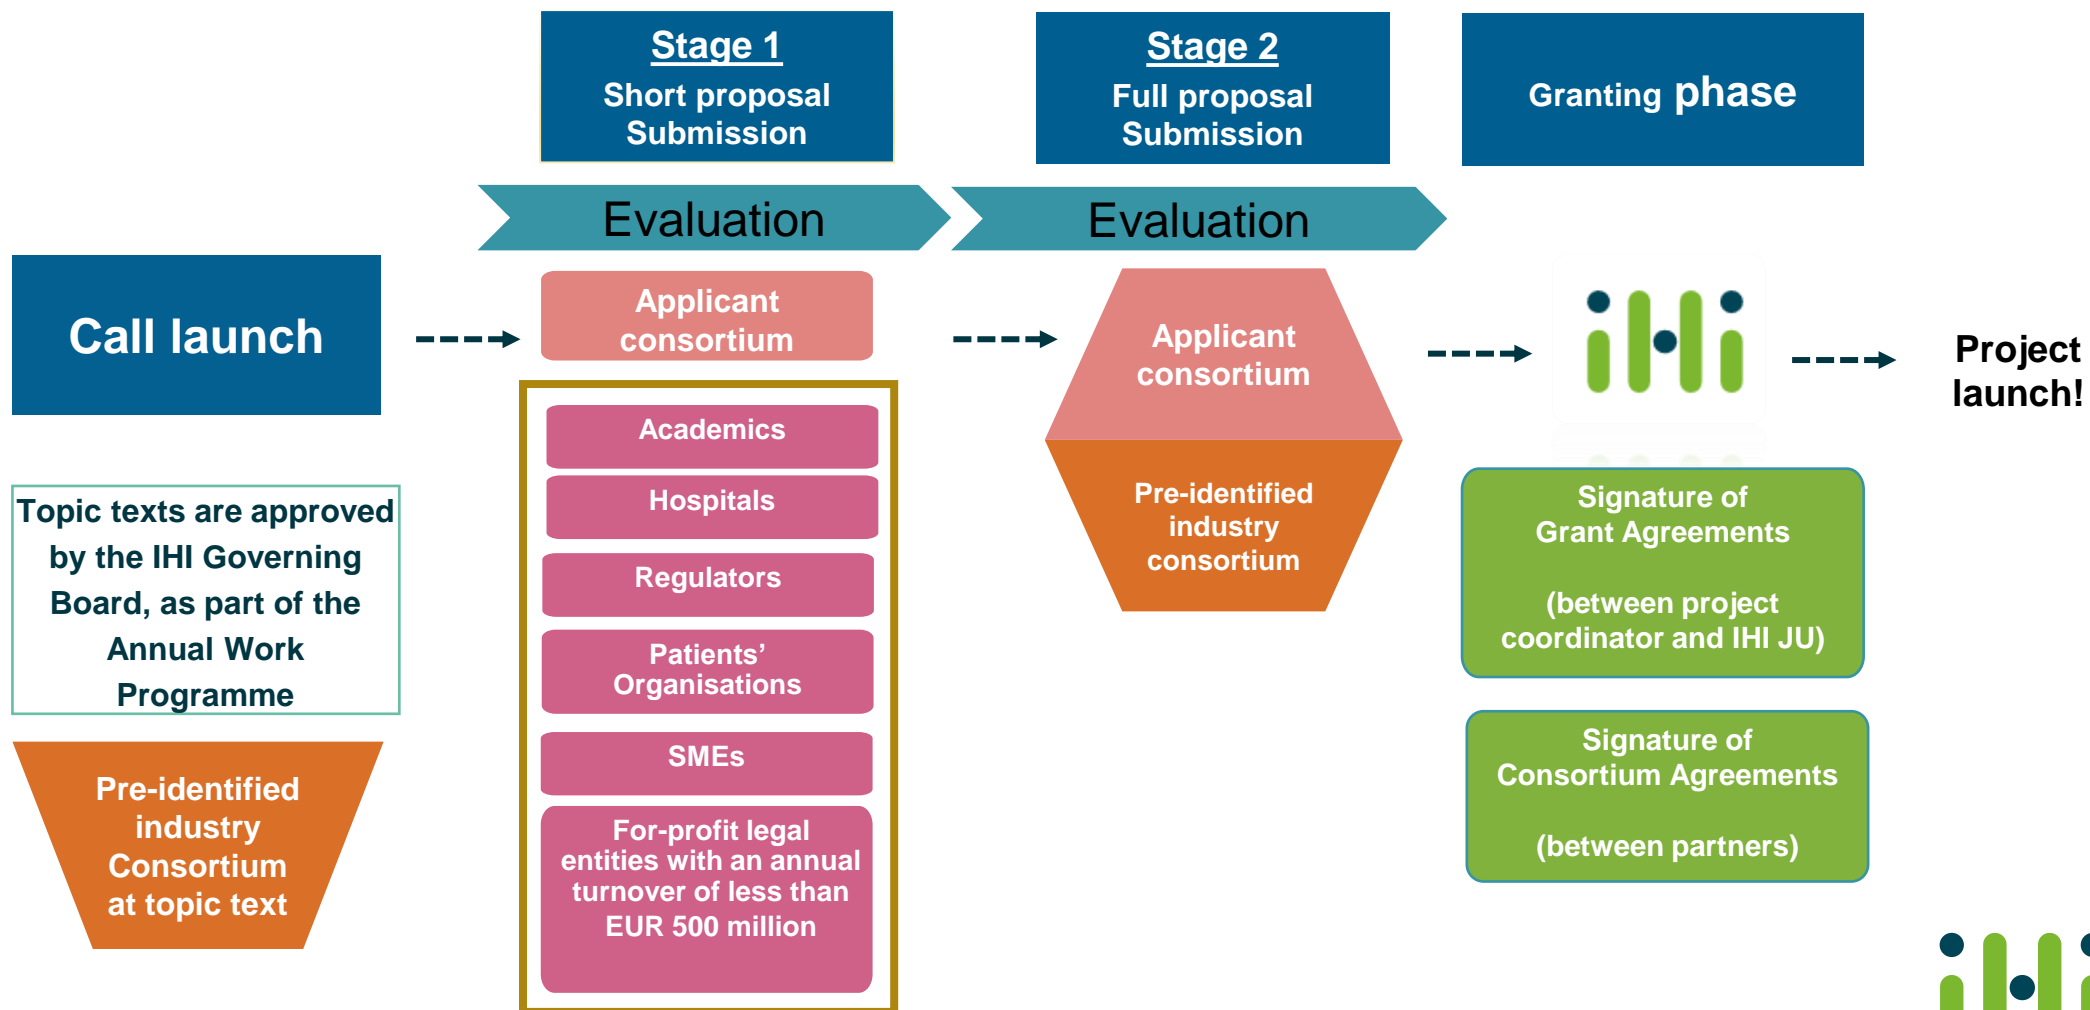 Stage 1
Short proposal
Submission
Stage 2
Full proposal
Submission
Granting phase
Evaluation
Evaluation
Call launch
Topic texts are approved
by the IHI Governing
Board, as part of the
Annual Work
Programme
Pre-identified
industry
Consortium
at topic text
Applicant
consortium
Academics
Hospitals
Regulators
Patients’
Organisations
SMEs
For-profit legal
entities with an annual
turnover of less than
EUR 500 million
Applicant
consortium
Pre-identified
industry
consortium
iHi
Signature of
Grant Agreements
(between project
coordinator and IHI JU)
Signature of
Consortium Agreements
(between partners)
Project
launch!
iHi